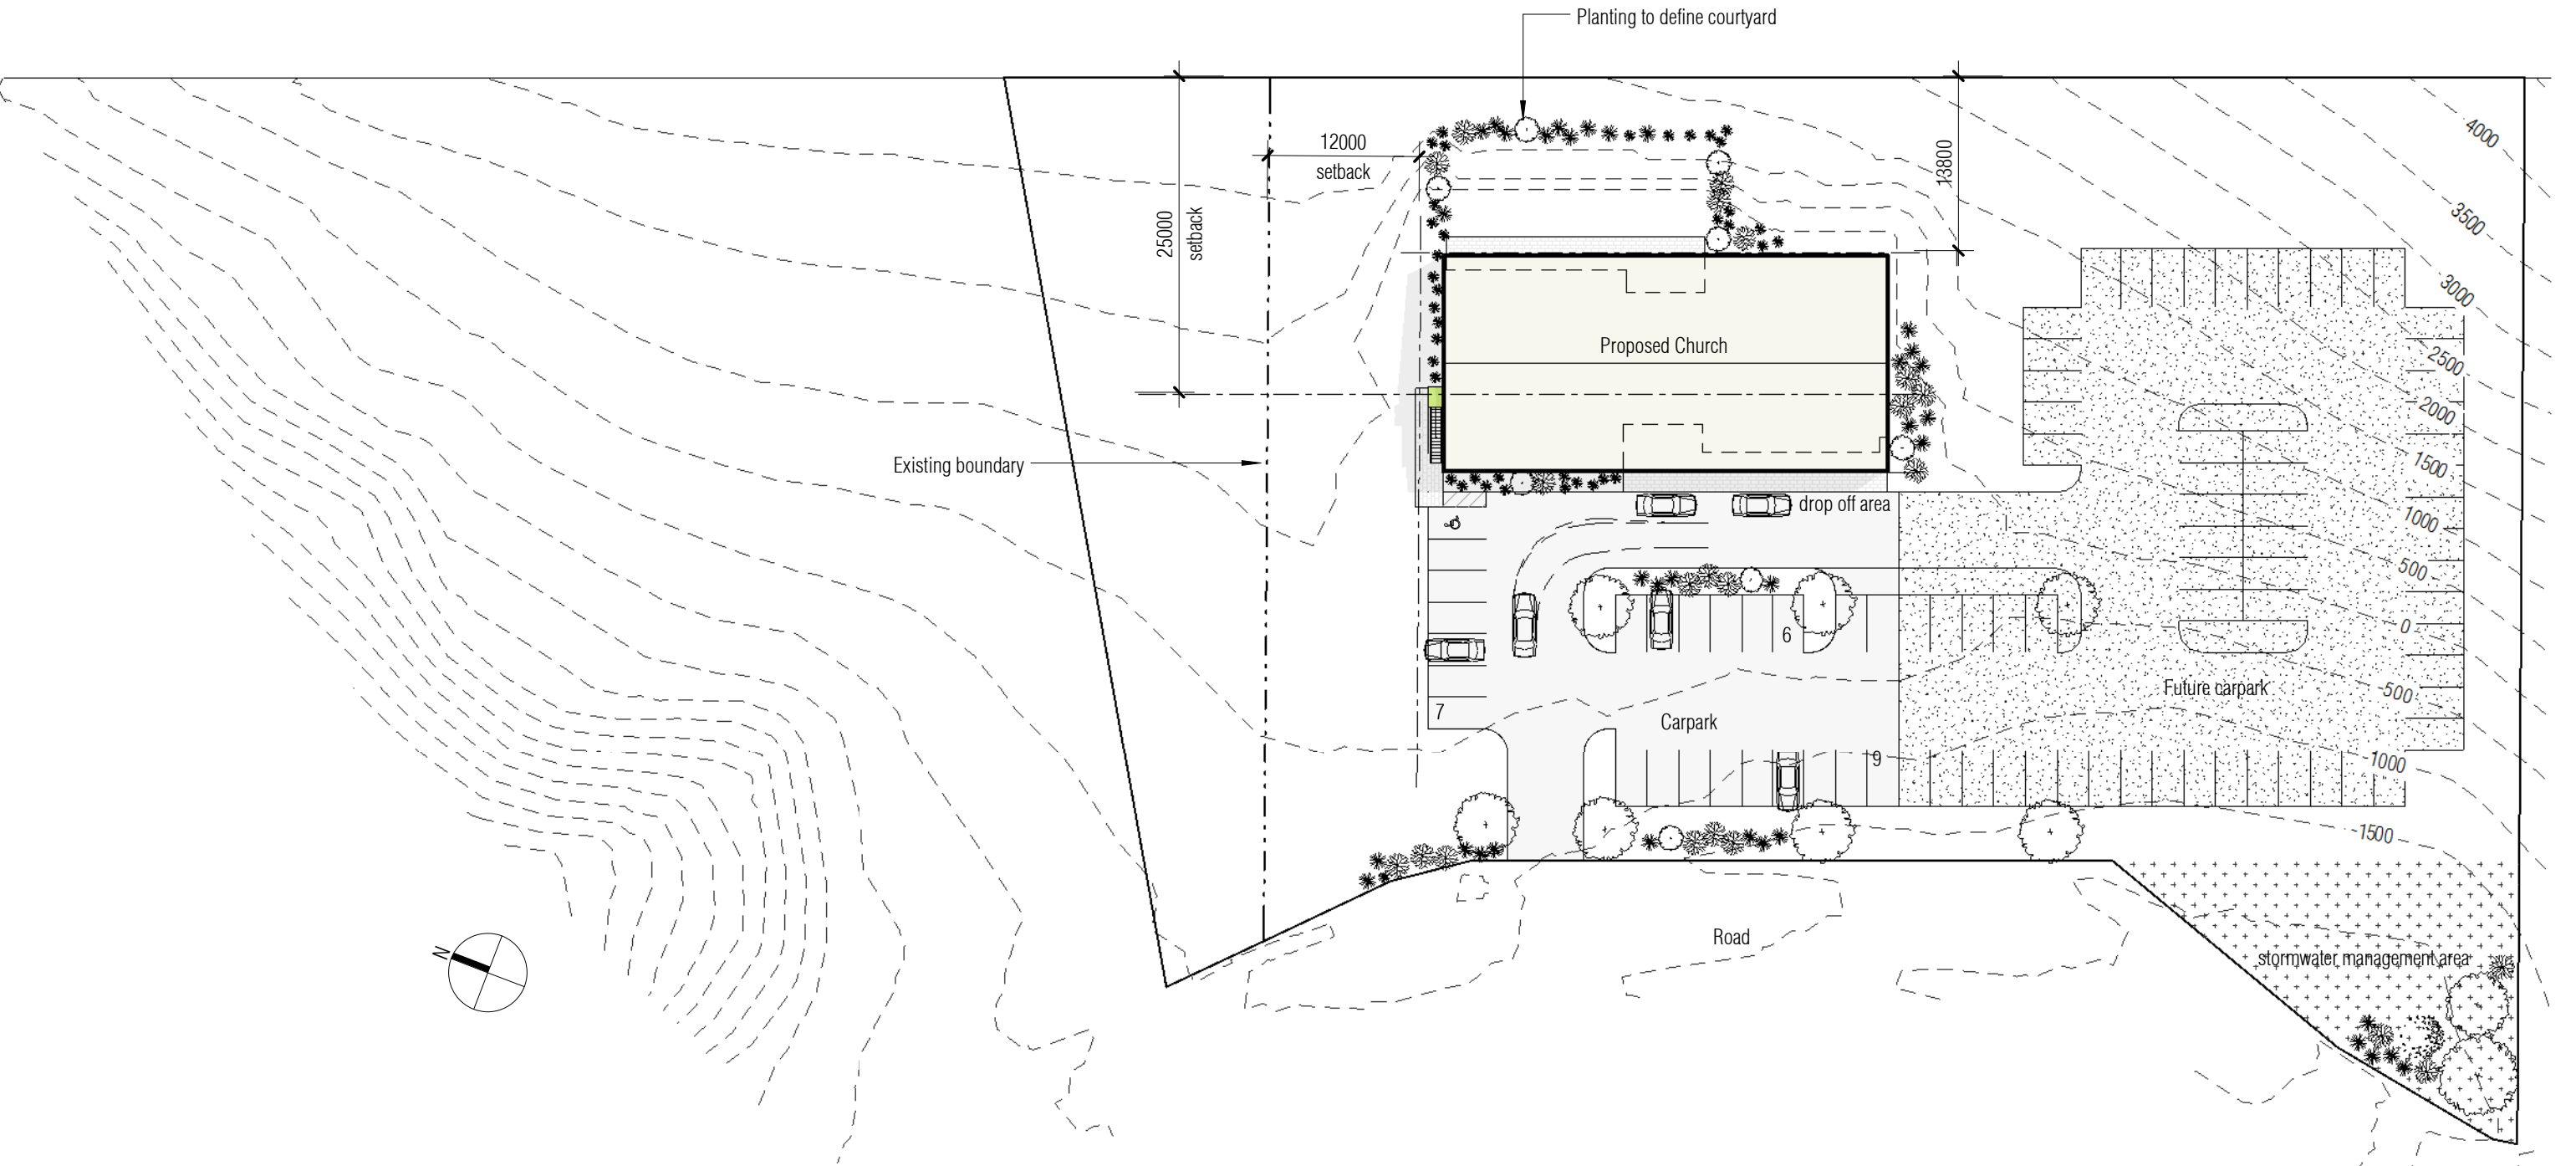 Planting to define courtyard
12000
setback
25000
setback
13800
4000
3500
3000
2500
2000
1500
1000
500
0
-500
-1000
-1500
Proposed Church
Existing boundary
drop off area
6
7
Carpark
9
Future carpark
Road
stormwater management area
N